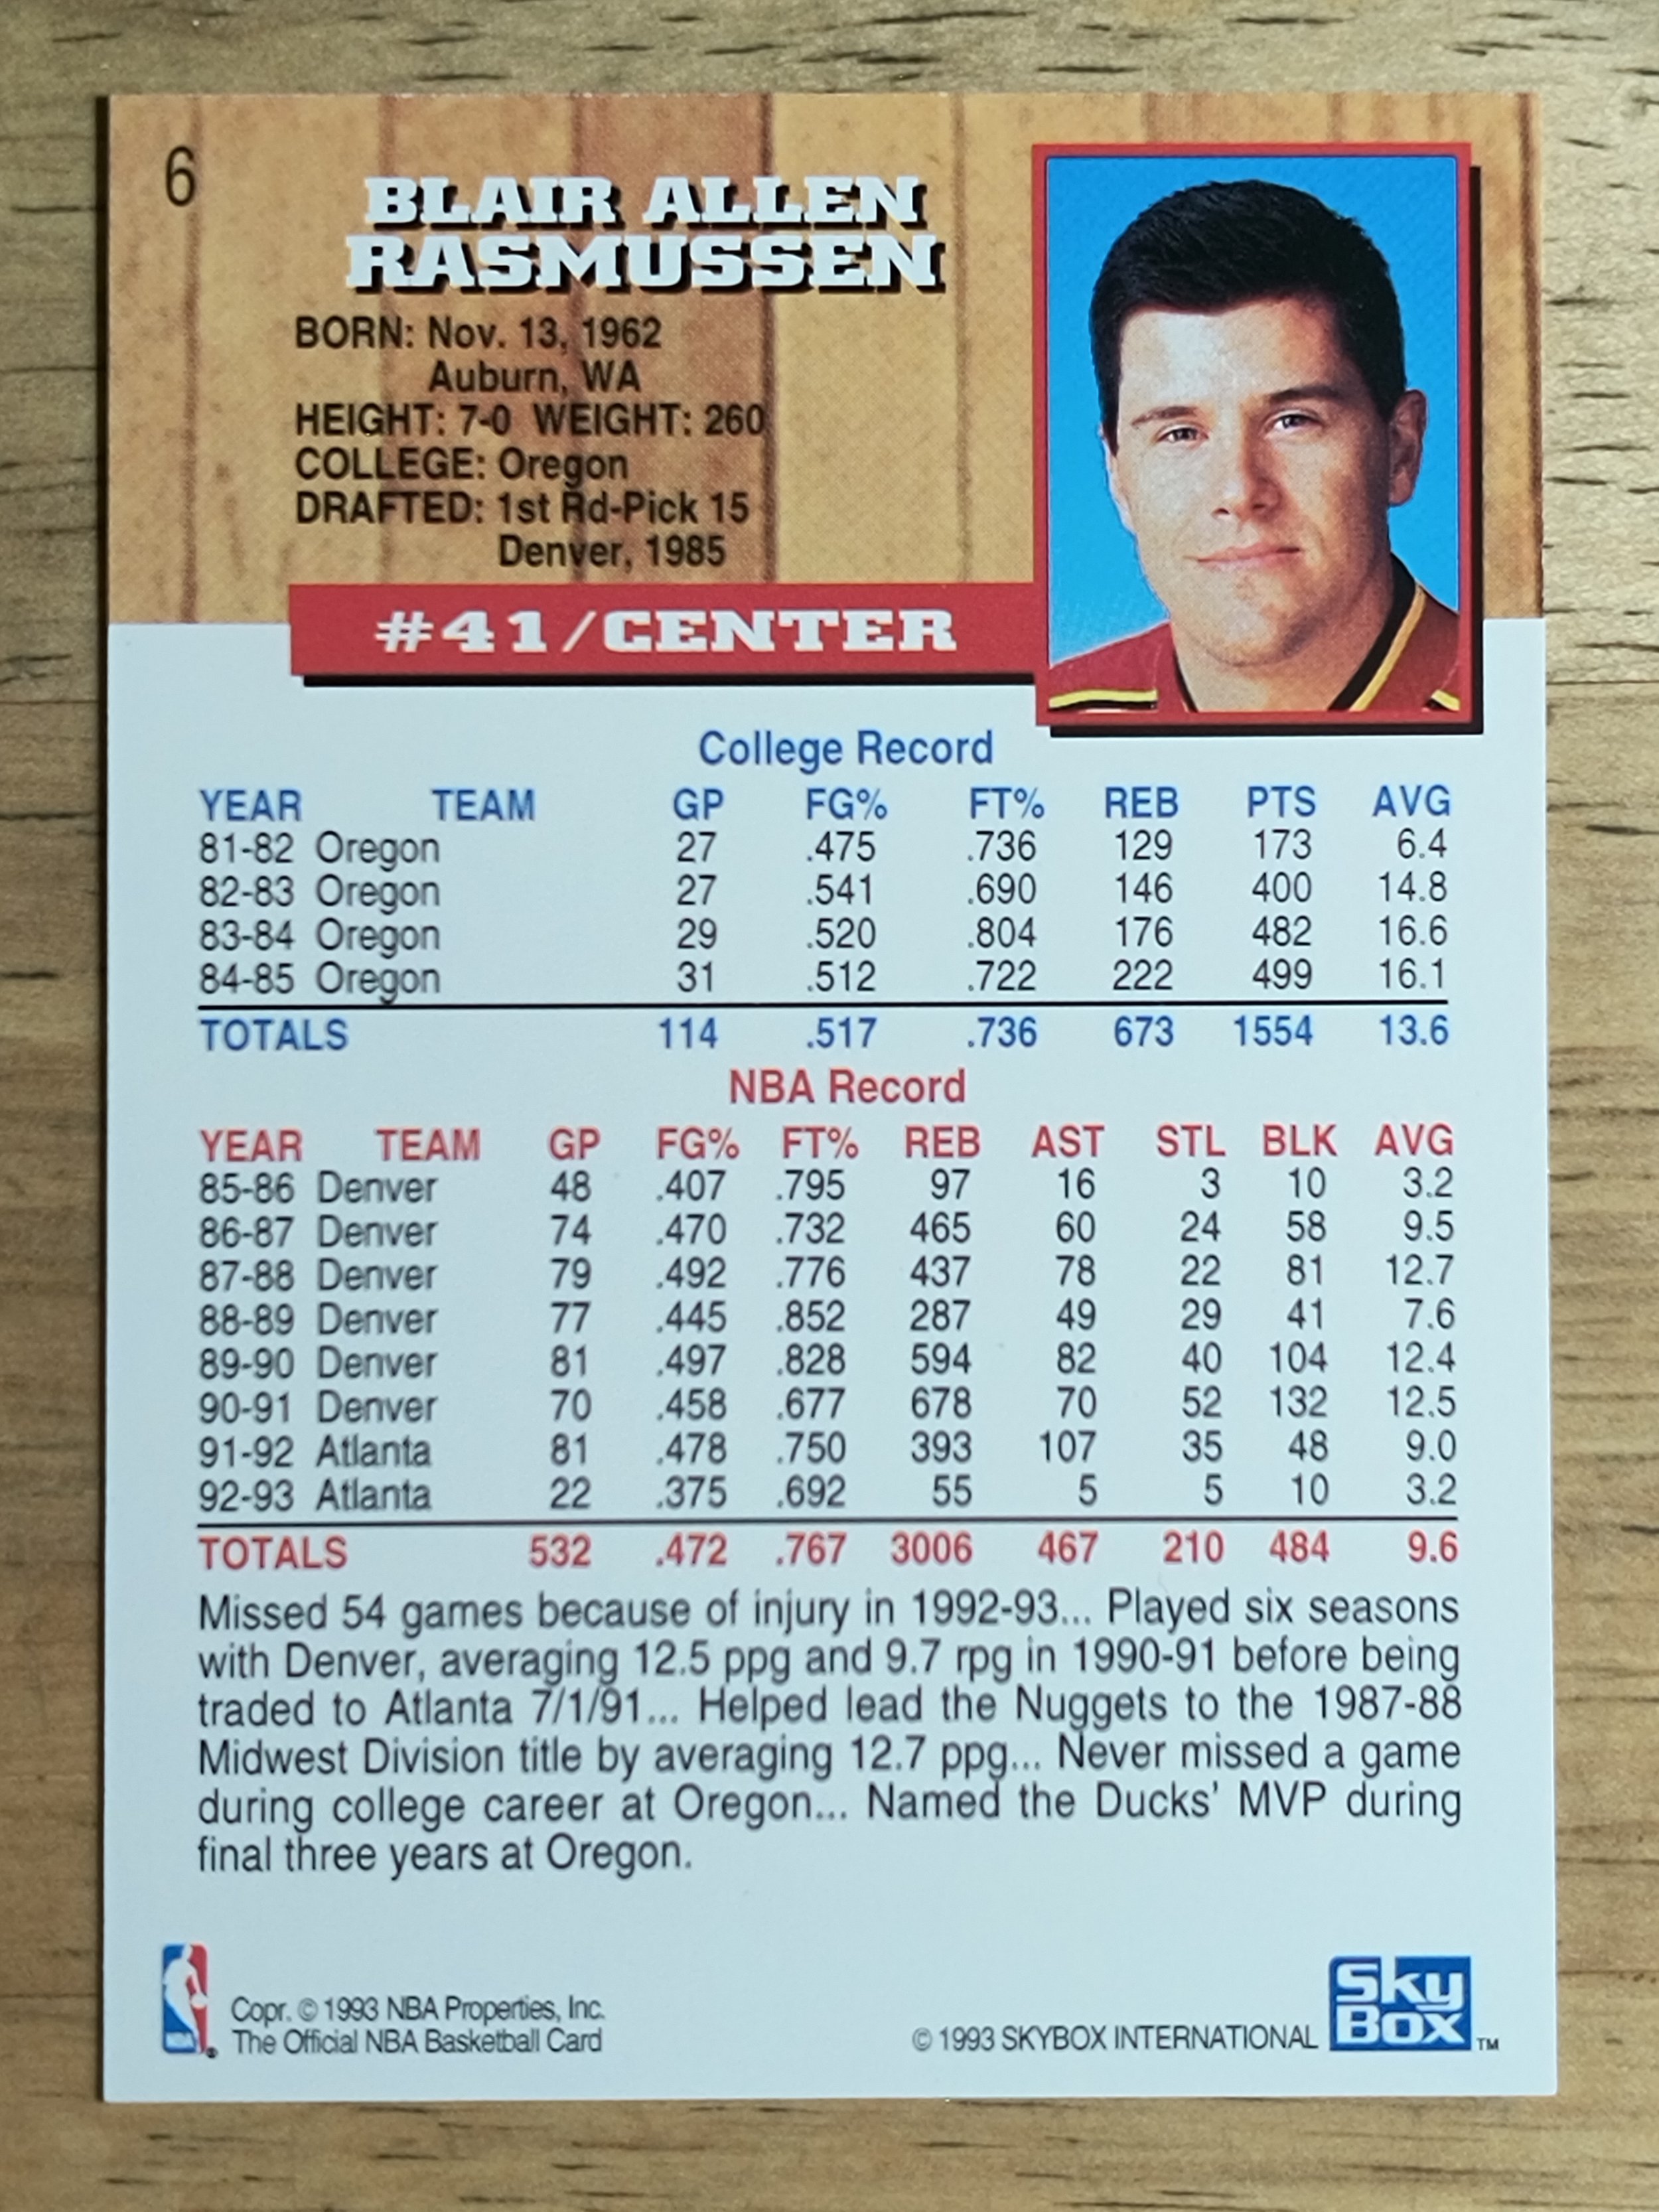 6
BLAIR ALLEN
RASMUSSEN
BORN: Nov. 13, 1962
Auburn, WA
HEIGHT: 7-0 WEIGHT: 260
COLLEGE: Oregon
DRAFTED: 1st Rd-Pick 15
Denver, 1985
#41/CENTER
College Record
YEAR TEAM GP FG% FT% REB PTS AVG
81-82 Oregon 27 .475 .736 129 173 6.4
82-83 Oregon 27 .541 .690 146 400 14.8
83-84 Oregon 29 .520 .804 176 482 16.6
84-85 Oregon 31 .512 .722 222 499 16.1
TOTALS 114 .517 .736 673 1554 13.6
NBA Record
YEAR TEAM GP FG% FT% REB AST STL BLK AVG
85-86 Denver 48 .407 .795 97 16 3 10 3.2
86-87 Denver 74 .470 .732 465 60 24 58 9.5
87-88 Denver 79 .492 .776 437 78 22 81 12.7
88-89 Denver 77 .445 .852 287 49 29 41 7.6
89-90 Denver 81 .497 .828 594 82 40 104 12.4
90-91 Denver 70 .458 .677 678 70 52 132 12.5
91-92 Atlanta 81 .478 .750 393 107 35 48 9.0
92-93 Atlanta 22 .375 .692 55 5 5 10 3.2
TOTALS 532 .472 .767 3006 467 210 484 9.6
Missed 54 games because of injury in 1992-93... Played six seasons
with Denver, averaging 12.5 ppg and 9.7 rpg in 1990-91 before being
traded to Atlanta 7/1/91... Helped lead the Nuggets to the 1987-88
Midwest Division title by averaging 12.7 ppg... Never missed a game
during college career at Oregon... Named the Ducks' MVP during
final three years at Oregon.
NBA
Copr. © 1993 NBA Properties, Inc.
The Official NBA Basketball Card
© 1993 SKYBOX INTERNATIONAL
Sky
Box™